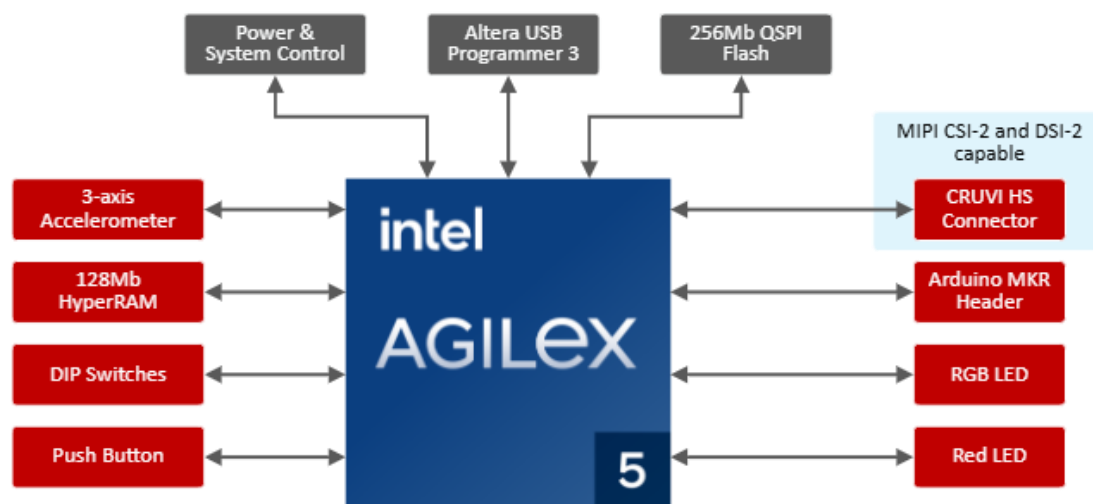 Power &
System Control
Altera USB
Programmer 3
256Mb QSPI
Flash
MIPI CSI-2 and DSI-2
capable
3-axis
Accelerometer
CRUVI HS
Connector
intel
128Mb
HyperRAM
Arduino MKR
Header
AGILEX
DIP Switches
RGB LED
Push Button
5
Red LED